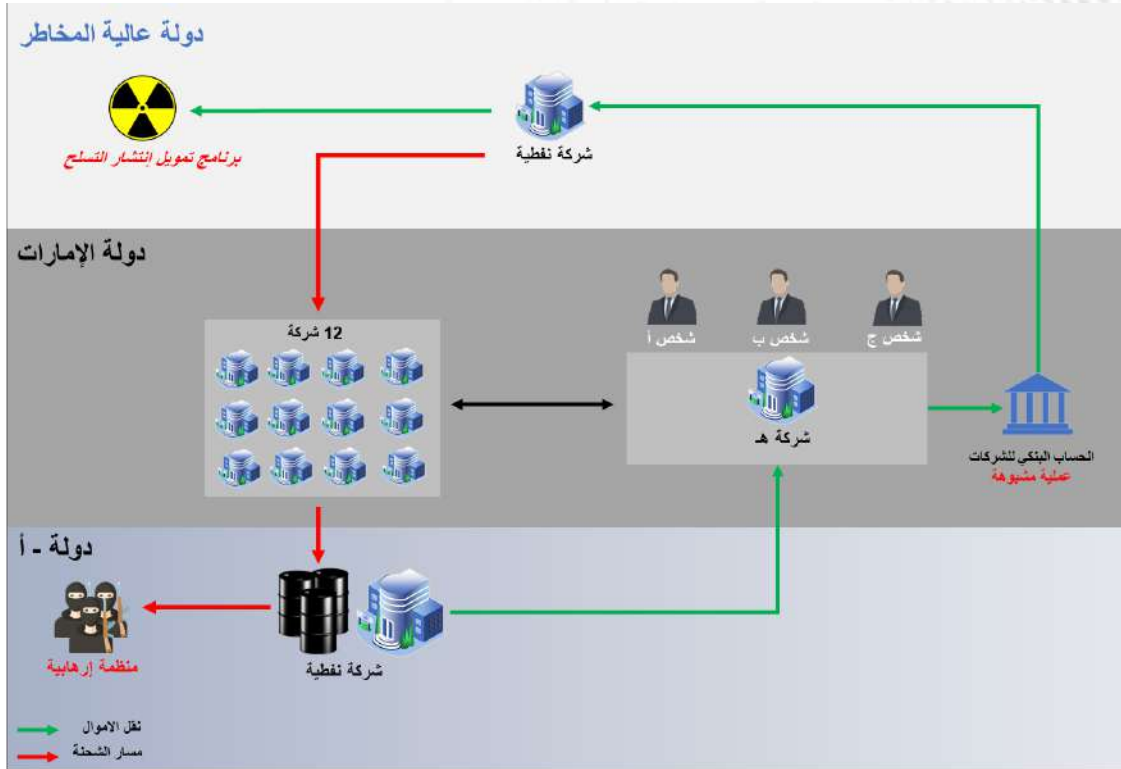 دولة عالية المخاطر
شركة نفطية
برنامج تمويل إنتشار التسلح
دولة الإمارات
شخص ج
شخص ب
شخص أ
12 شركة
شركة هـ
الحساب البنكي للشركات
عملية مشبوهة
دولة - أ
شركة نفطية
منظمة إرهابية
نقل الاموال
مسار الشحنة